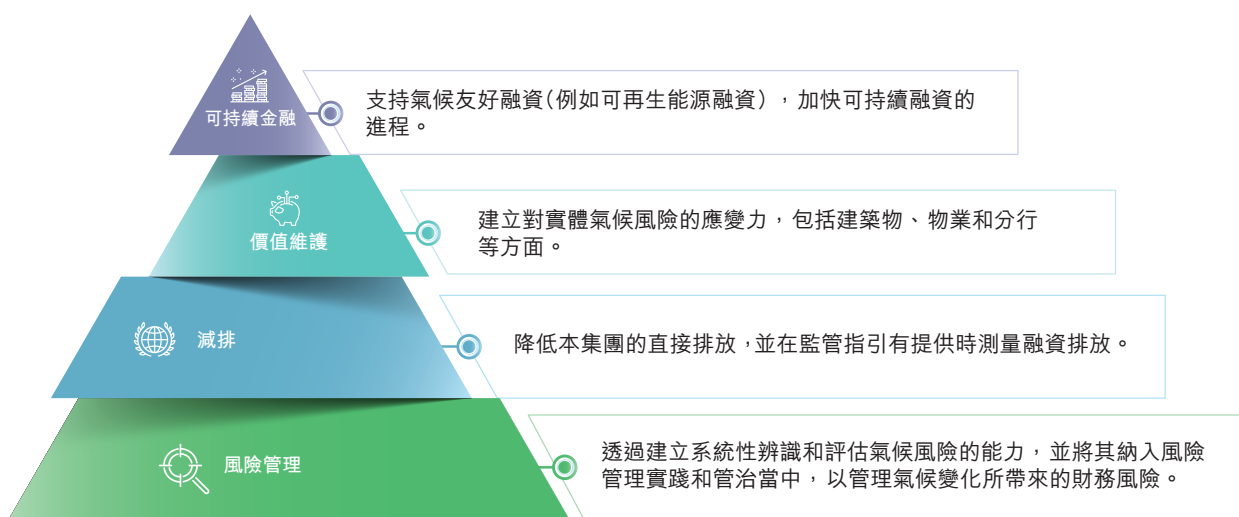 可持續金融
支持氣候友好融資(例如可再生能源融資)，加快可持續融資的
進程。
價值維護
建立對實體氣候風險的應變力，包括建築物、物業和分行
等方面。
減排
降低本集團的直接排放，並在監管指引有提供時測量融資排放。
風險管理
透過建立系統性辨識和評估氣候風險的能力，並將其納入風險
管理實踐和管治當中，以管理氣候變化所帶來的財務風險。